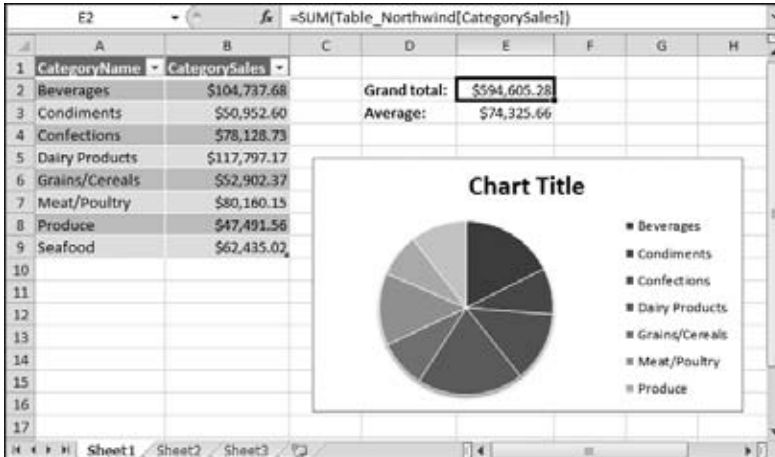 E2 fx =SUM(Table_Northwind[CategorySales])
A B C D E F G H
1 CategoryName CategorySales
2 Beverages $104,737.68 Grand total: $594,605.28
3 Condiments $50,952.60 Average: $74,325.66
4 Confections $78,128.73
5 Dairy Products $117,797.17
6 Grains/Cereals $52,902.37
7 Meat/Poultry $80,160.15
8 Produce $47,491.56
9 Seafood $62,435.02
10
11
12
13
14
15
16
17
Chart Title
Beverages
Condiments
Confections
Dairy Products
Grains/Cereals
Meat/Poultry
Produce
Sheet1 Sheet2 Sheet3